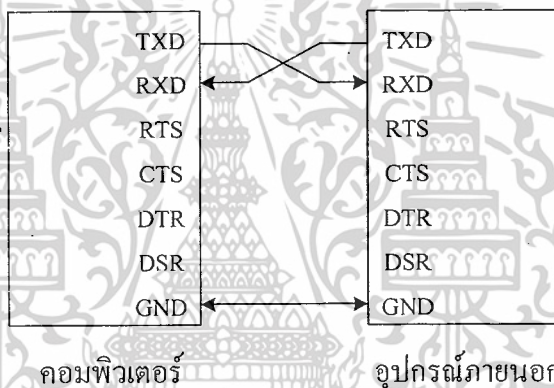 TXD TXD
RXD RXD
RTS RTS
CTS CTS
DTR DTR
DSR DSR
GND GND
คอมพิวเตอร์ อุปกรณ์ภายนอก